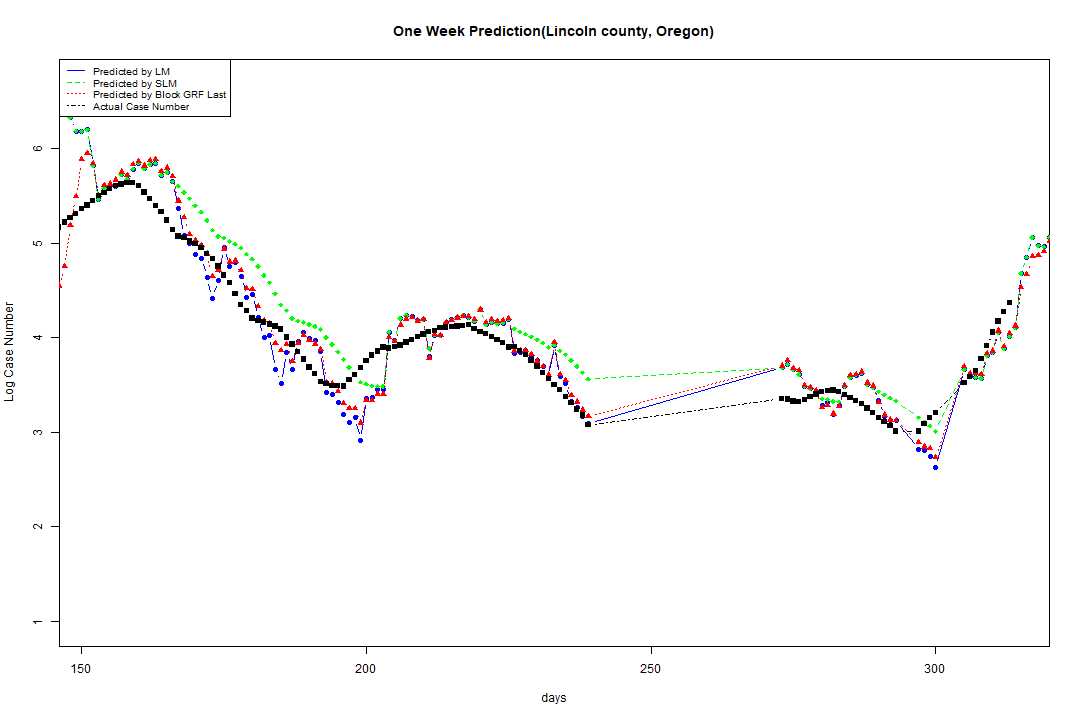 One Week Prediction(Lincoln county, Oregon)
Predicted by LM
Predicted by SLM
Predicted by Block GRF Last
Actual Case Number
Log Case Number
6
5
4
3
2
1
150 200 250 300
days